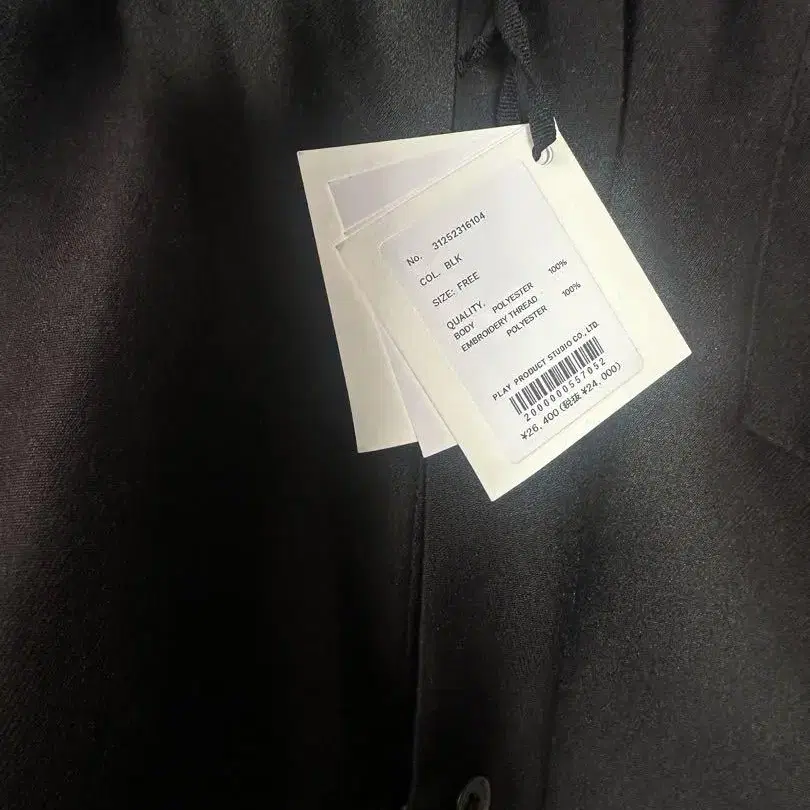 No. 31252316104
COL. BLK
SIZE: FREE
QUALITY.
BODY POLYESTER 100%
EMBROIDERY THREAD
POLYESTER 100%
PLAY PRODUCT STUDIO CO., LTD.
2000000557052
¥26,400(税抜 ¥24,000)